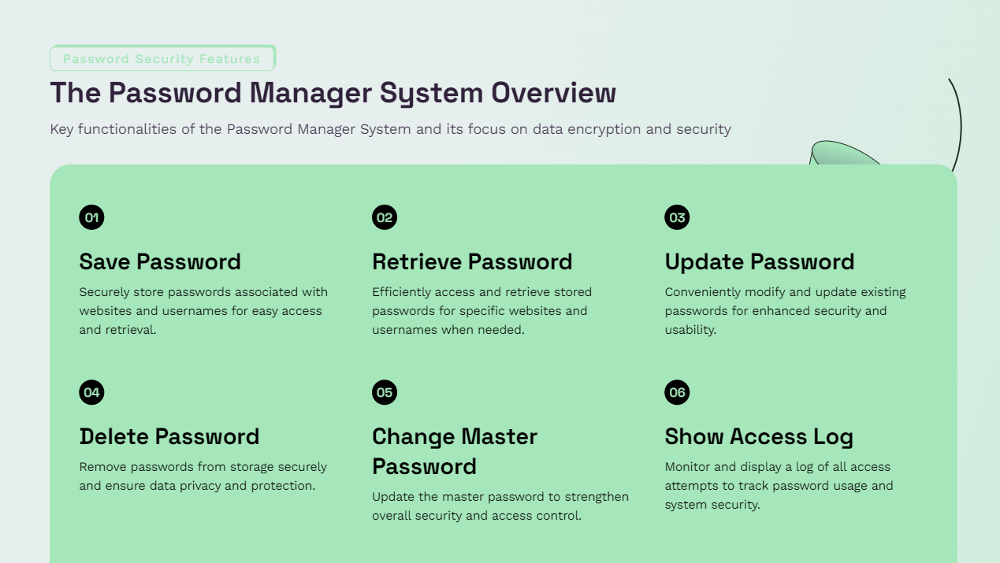 Password Security Features
The Password Manager System Overview
Key functionalities of the Password Manager System and its focus on data encryption and security
01
Save Password
Securely store passwords associated with
websites and usernames for easy access
and retrieval.
02
Retrieve Password
Efficiently access and retrieve stored
passwords for specific websites and
usernames when needed.
03
Update Password
Conveniently modify and update existing
passwords for enhanced security and
usability.
04
Delete Password
Remove passwords from storage securely
and ensure data privacy and protection.
05
Change Master
Password
Update the master password to strengthen
overall security and access control.
06
Show Access Log
Monitor and display a log of all access
attempts to track password usage and
system security.